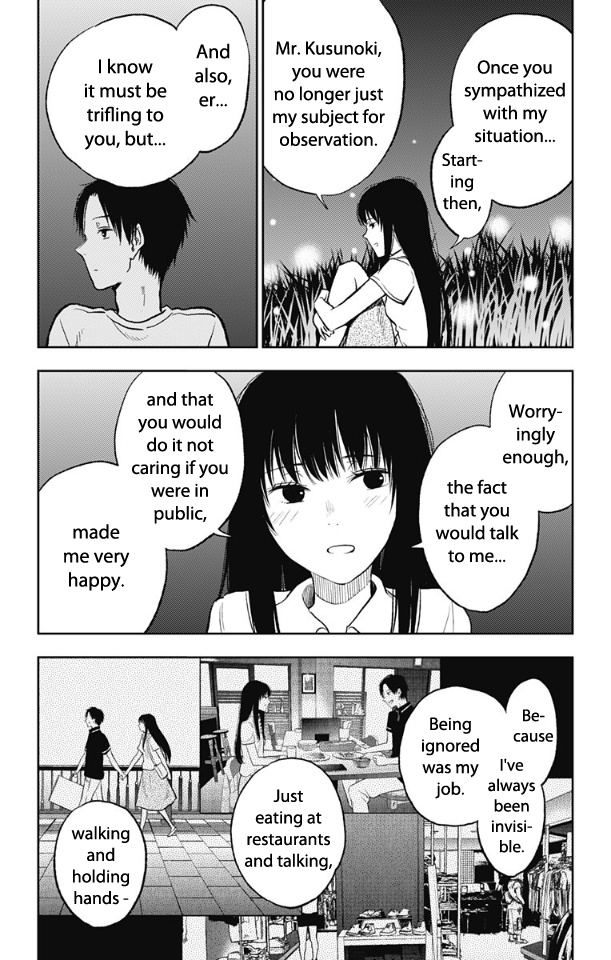 Once you
sympathized
with my
situation...
Start-
ing
then,
Mr. Kusunoki,
you were
no longer just
my subject for
observation.
And
also,
er...
I know
it must be
trifling to
you, but...
Worry-
ingly
enough,
the fact
that you
would talk
to me...
and that
you would
do it not
caring if you
were in
public,
made
me very
happy.
Be-
cause
I've
always
been
invisi-
ble.
Being
ignored
was my
job.
Just
eating at
restaurants
and talking,
walking
and
holding
hands -